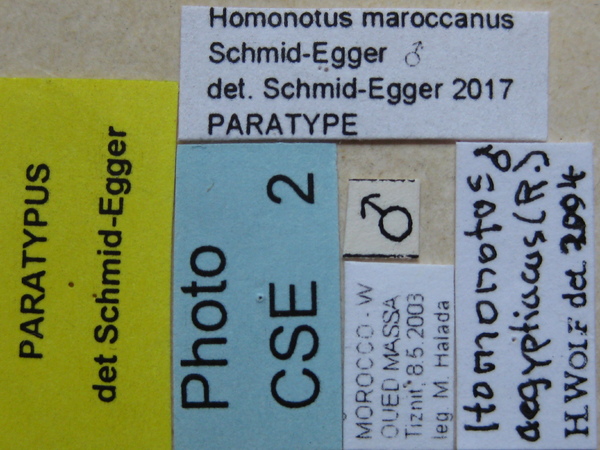 Homonotus maroccanus
Schmid-Egger ♂
det. Schmid-Egger 2017
PARATYPE
PARATYPUS
det Schmid-Egger
Photo 2
CSE
♂
MOROCCO - W
OUED MASSA
Tiznit, 8.5.2003
leg. M. Halada
Homonotus ♂
aegyptiacus (R.)
H. WOLF det. 2004